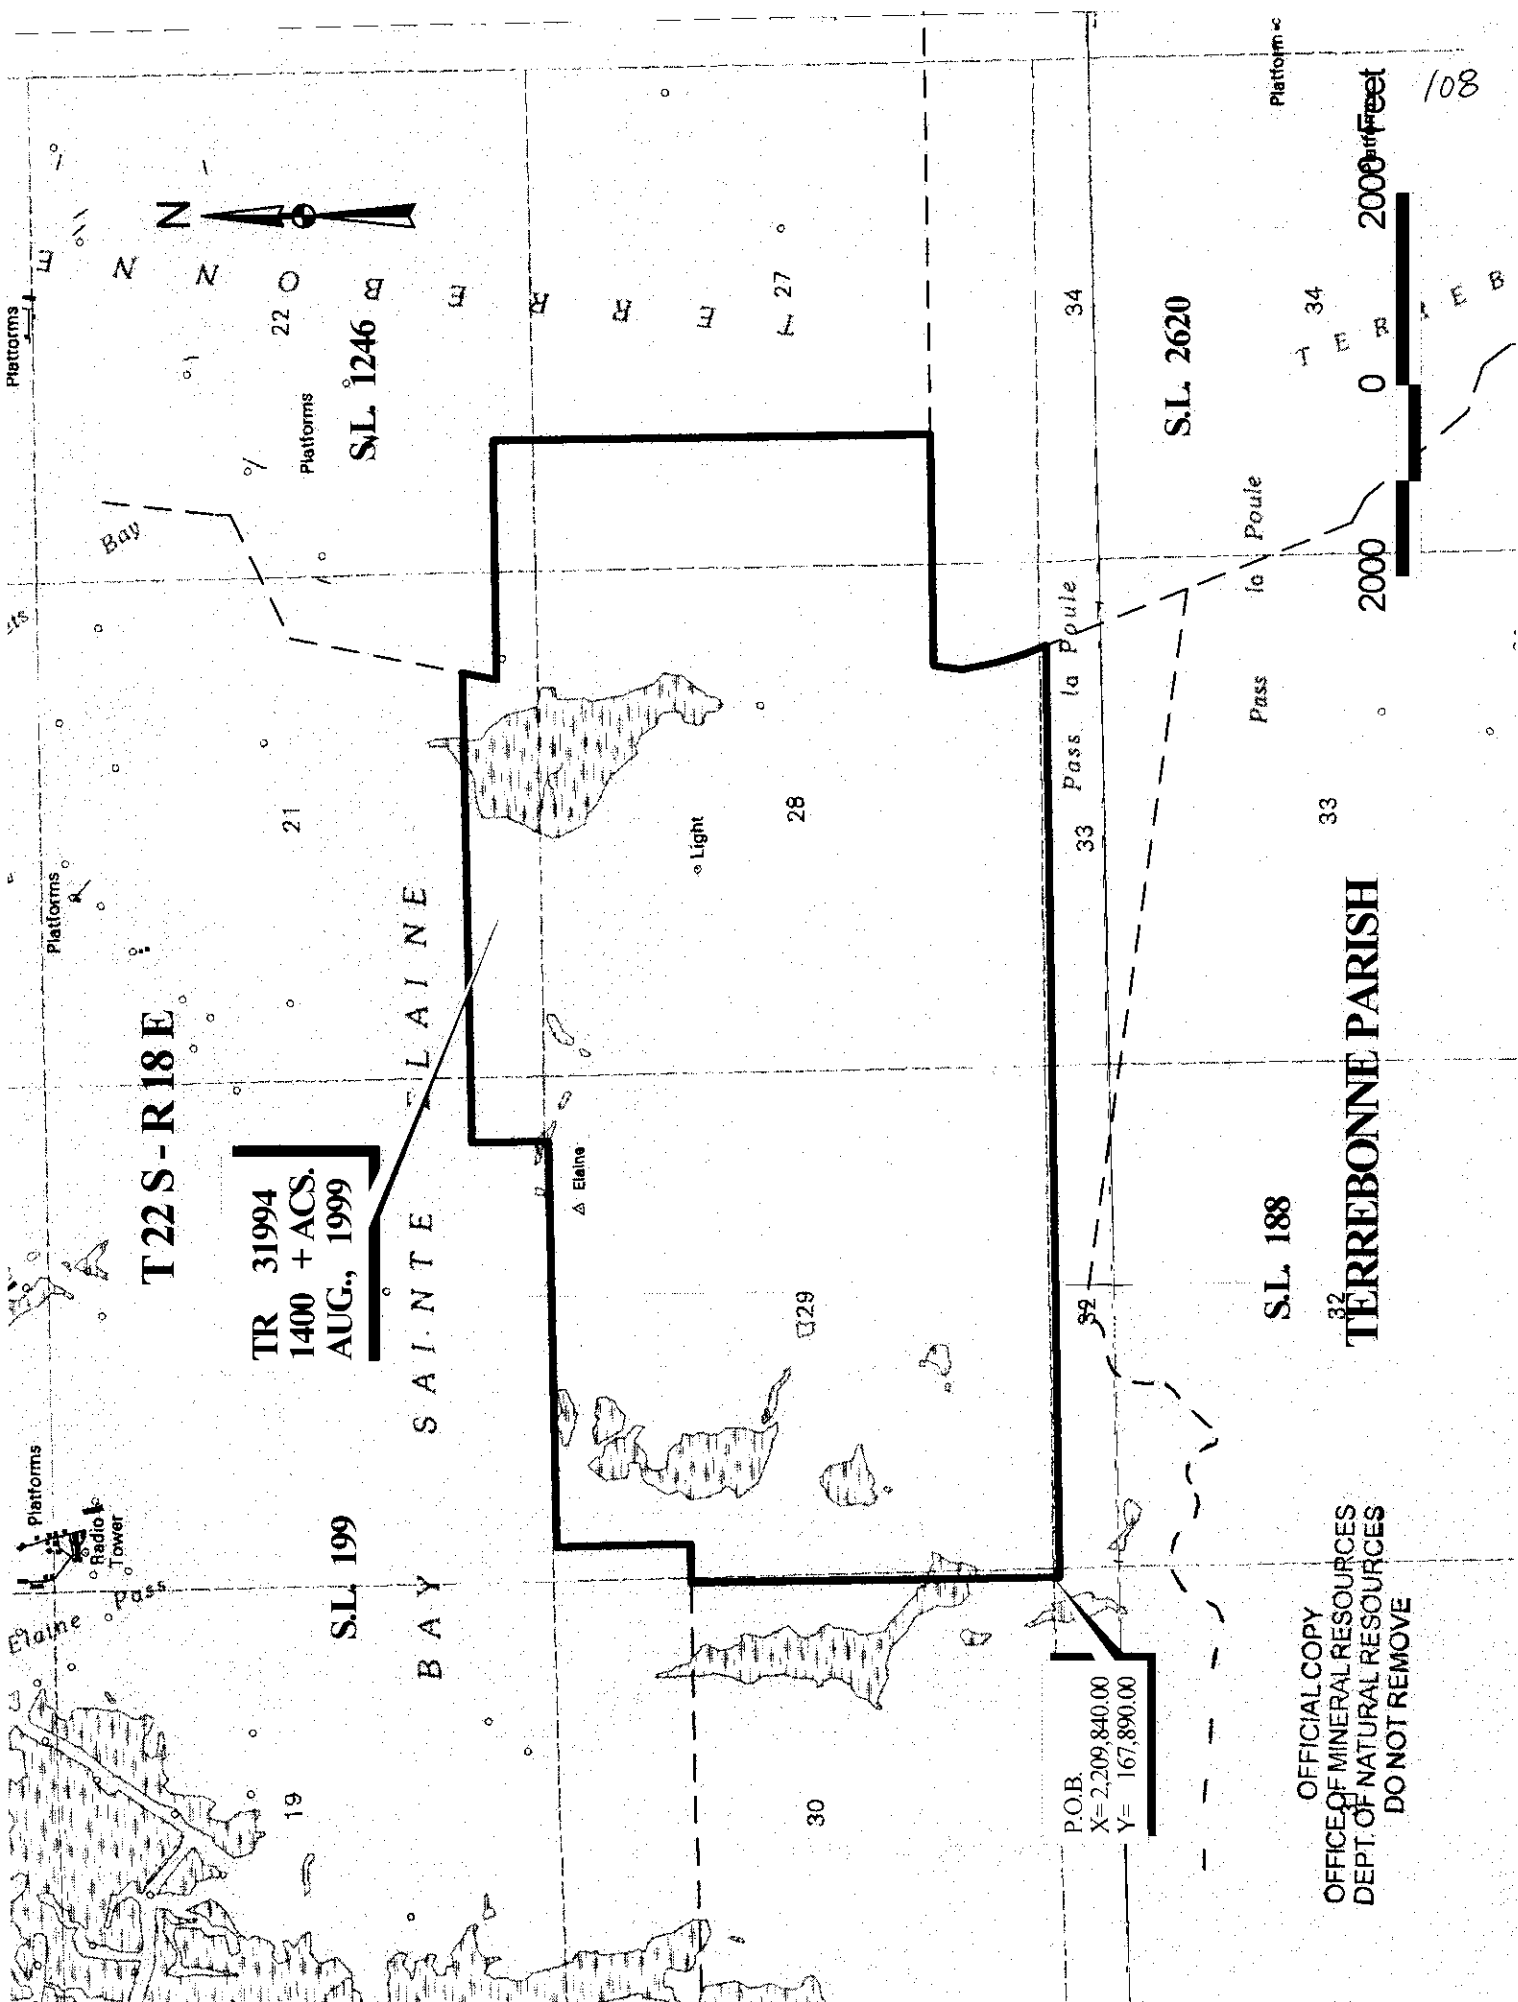 108
T 22 S - R 18 E
TR 31994
1400 + ACS.
AUG., 1999
Platforms
Radio
Tower
Elaine
Pass
Platforms
Platforms
Bay
Platforms
N
T E R R E B O N N E
S.L. 199
S.L. 1246
19
21
22
B A Y S A I N T E E L A I N E
Elaine
Light
30
29
28
27
P.O.B.
X= 2,209,840.00
Y= 167,890.00
32
33
Pass la Poule
34
S.L. 188
S.L. 2620
Pass la Poule
32
33
34
T E R
E B
Platform
TERREBONNE PARISH
2000 0 2000 Feet
OFFICIAL COPY
OFFICE OF MINERAL RESOURCES
DEPT. OF NATURAL RESOURCES
DO NOT REMOVE